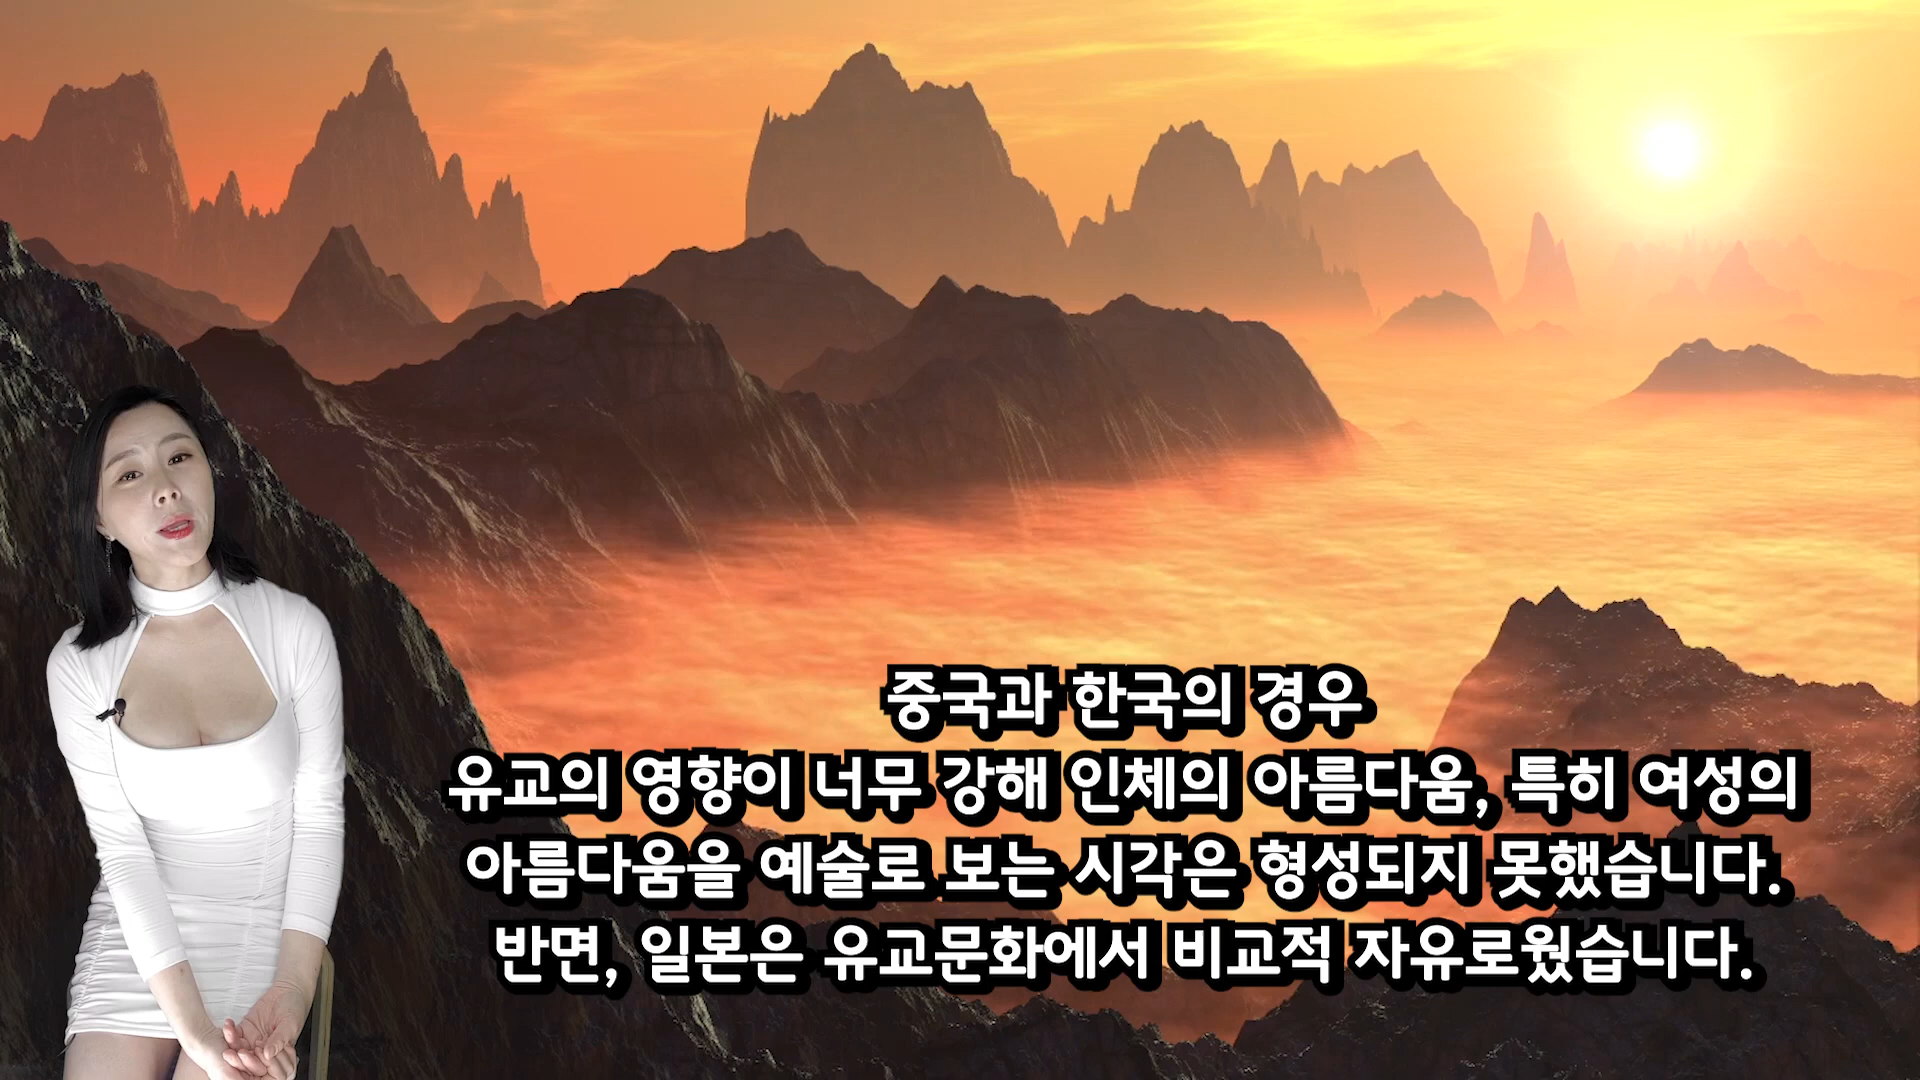 중국과 한국의 경우
유교의 영향이 너무 강해 인체의 아름다움, 특히 여성의
아름다움을 예술로 보는 시각은 형성되지 못했습니다.
반면, 일본은 유교문화에서 비교적 자유로웠습니다.